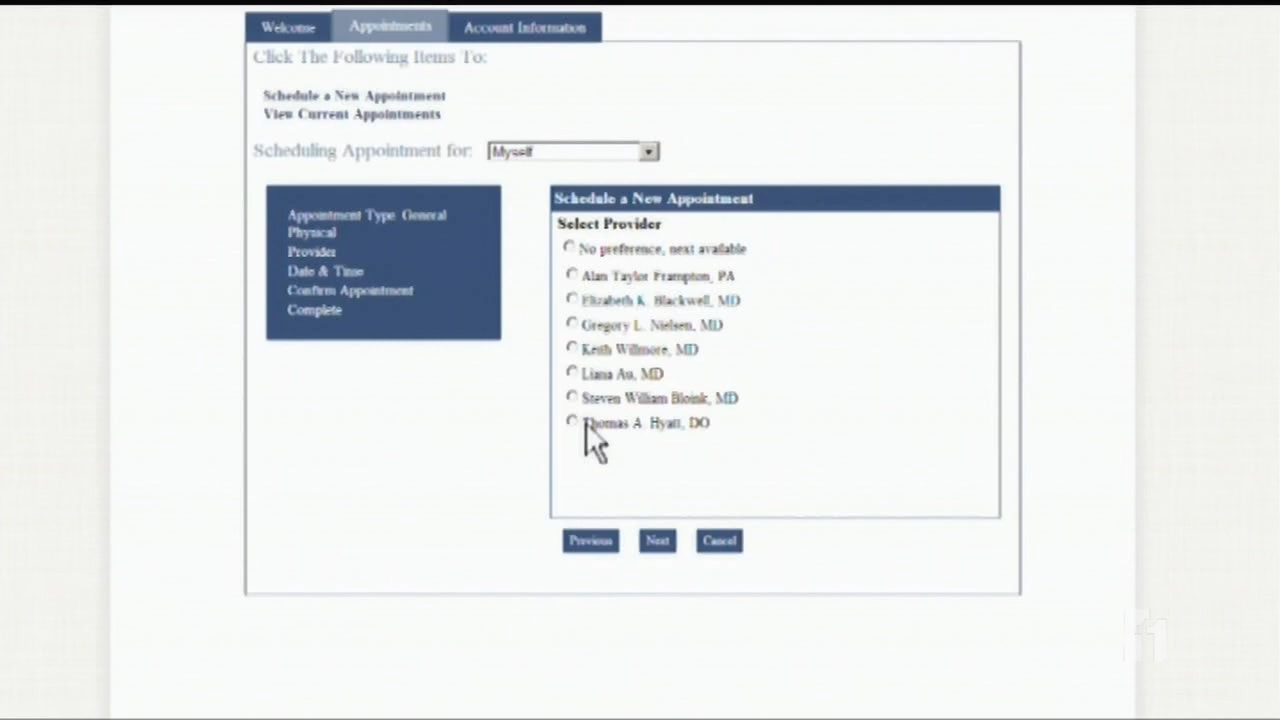 Welcome
Appointments
Account Information
Click The Following Items To:
Schedule a New Appointment
View Current Appointments
Scheduling Appointment for:
Myself
Appointment Type General
Physical
Provider
Date & Time
Confirm Appointment
Complete
Schedule a New Appointment
Select Provider
No preference, next available
Alan Taylor Frampton, PA
Elizabeth K. Blackwell, MD
Gregory L. Nielsen, MD
Keith Willmore, MD
Liana Au, MD
Steven William Bloink, MD
Thomas A. Hyatt, DO
Previous
Next
Cancel